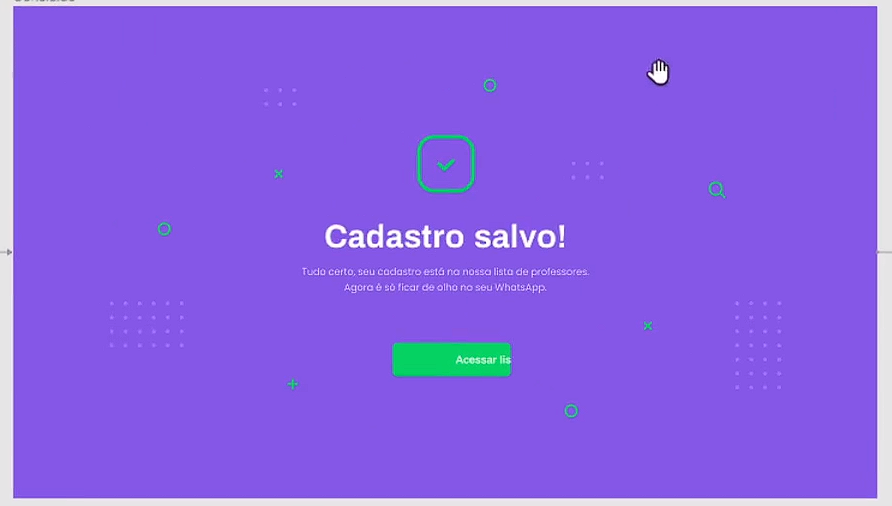 Cadastro salvo!
Tudo certo, seu cadastro está na nossa lista de professores.
Agora é só ficar de olho no seu WhatsApp.
Acessar lis